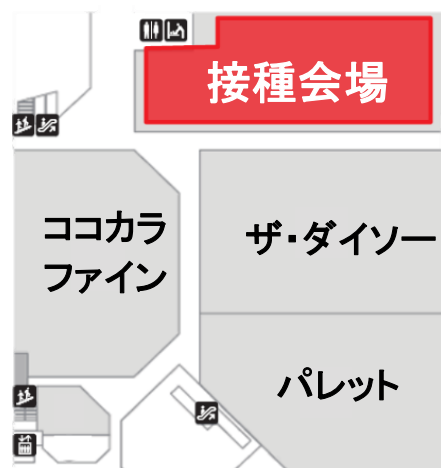 接種会場
ココカラ
ファイン
ザ・ダイソー
パレット